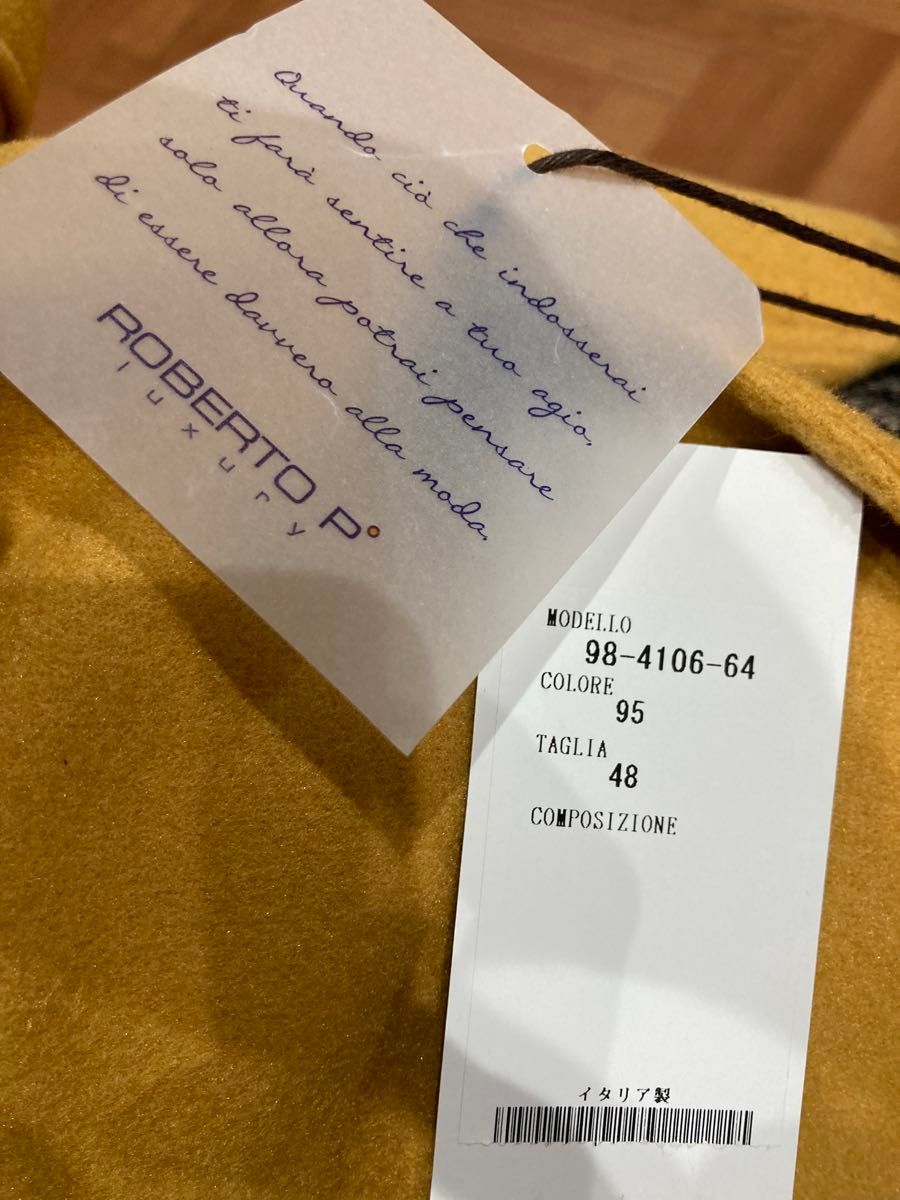 Quando ciò che indosserai
ti farà sentire a tuo agio,
solo allora potrai pensare
di essere davvero alla moda.
ROBERTO P°
luxury
MODELLO
98-4106-64
COLORE
95
TAGLIA
48
COMPOSIZIONE
イタリア製